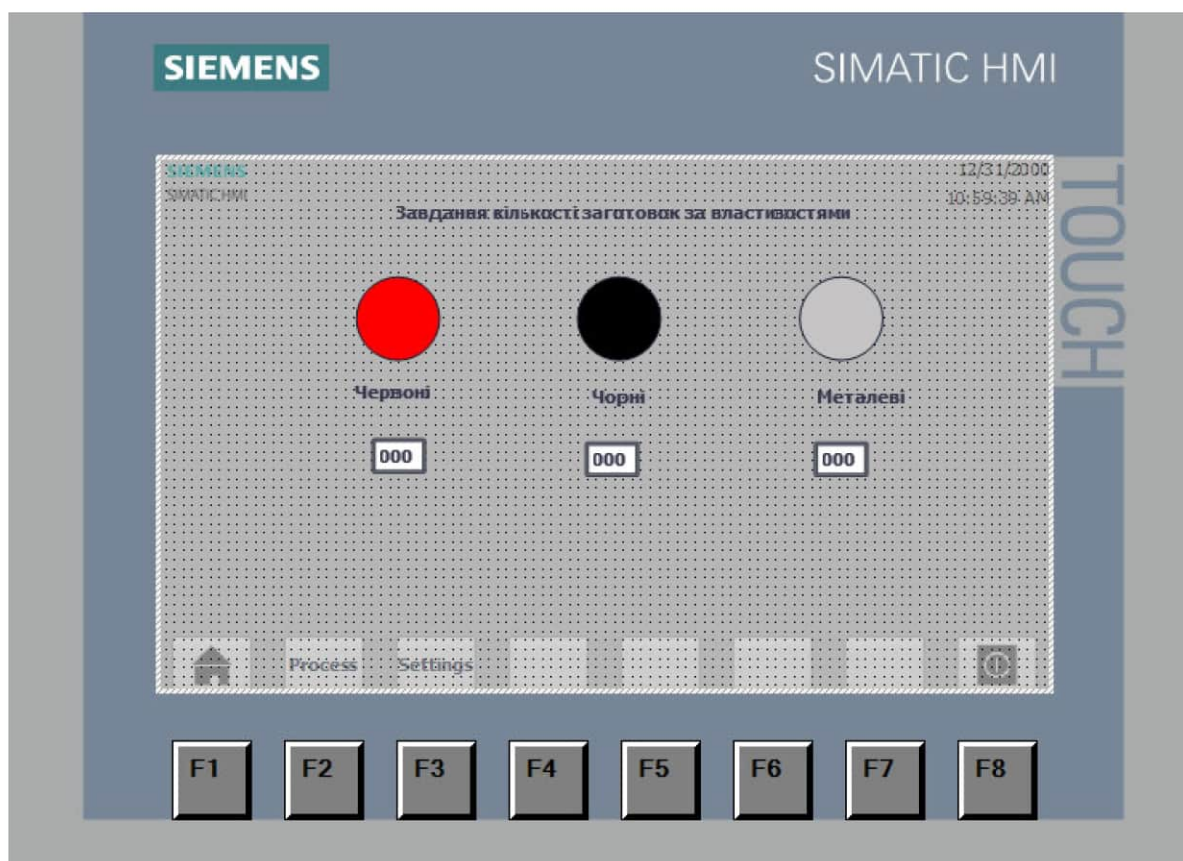 SIEMENS
SIMATIC HMI
TOUCH
SIEMENS
SIMATIC HMI
12/31/2000
10:59:39 AM
Завдання кількості заготовок за властивостями
Червоні
Чорні
Металеві
000
000
000
Process
Settings
F1
F2
F3
F4
F5
F6
F7
F8